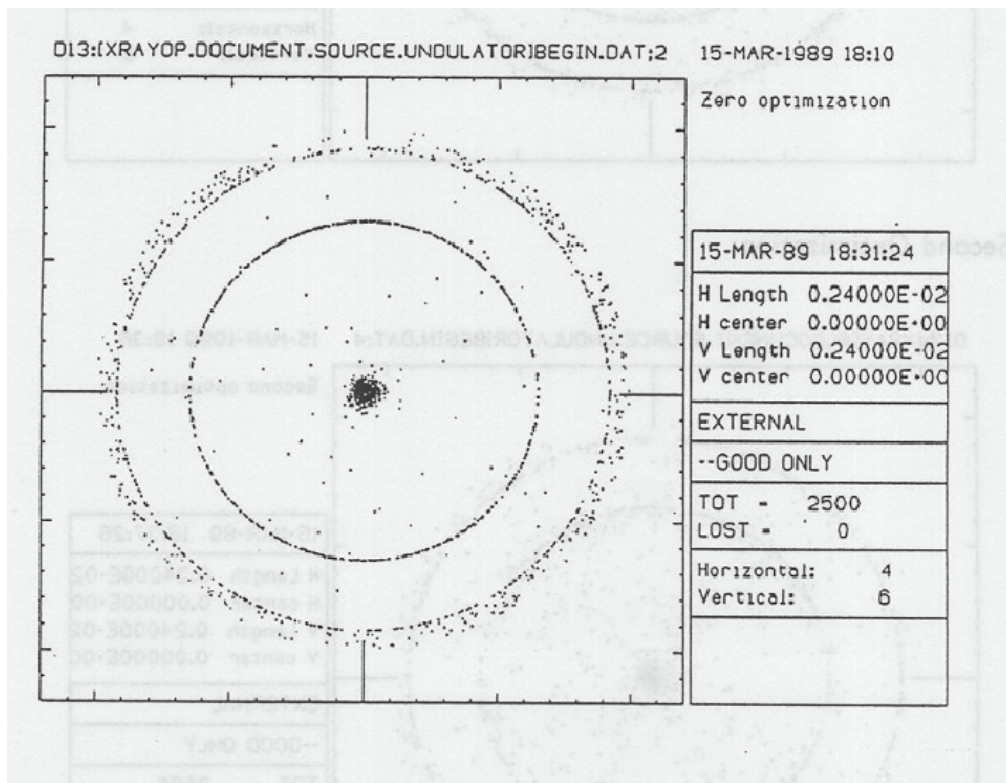 D13:[XRAYOP.DOCUMENT.SOURCE.UNDULATOR]BEGIN.DAT;2 15-MAR-1989 18:10
Zero optimization
15-MAR-89 18:31:24
H Length 0.24000E-02
H center 0.00000E+00
V Length 0.24000E-02
V center 0.00000E+00
EXTERNAL
--GOOD ONLY
TOT = 2500
LOST = 0
Horizontal: 4
Vertical: 6